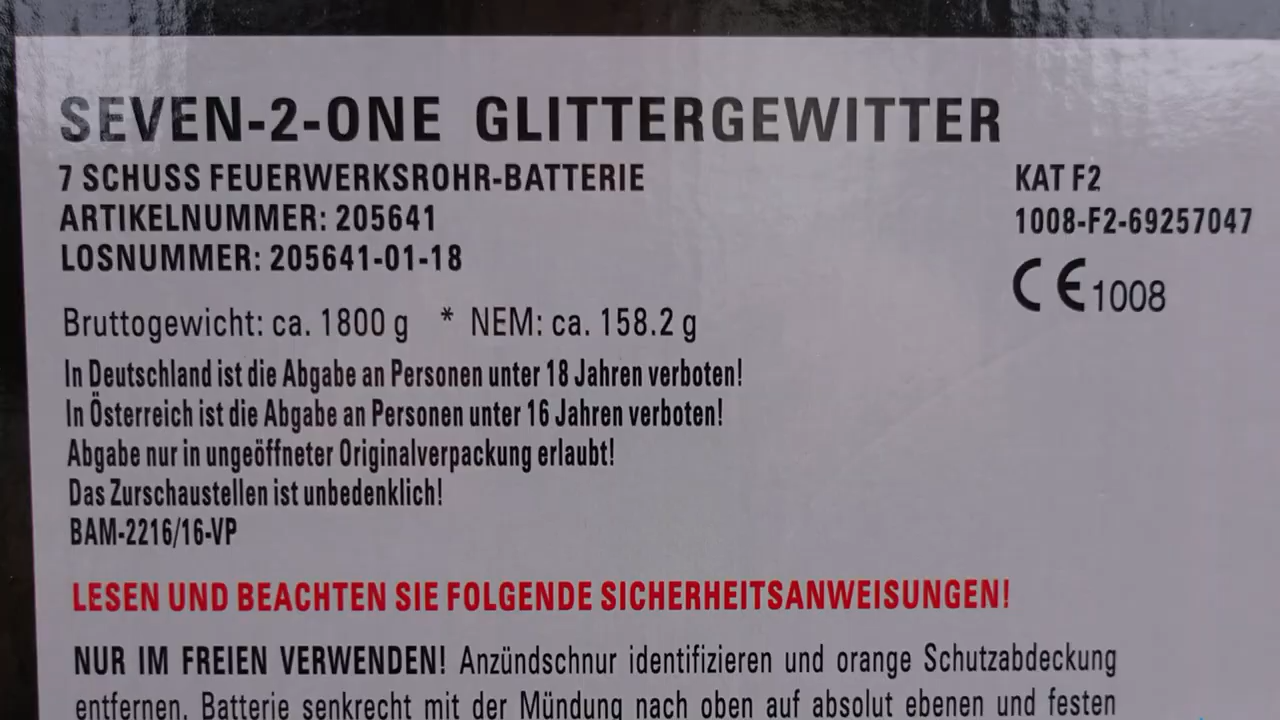 SEVEN-2-ONE GLITTERGEWITTER
7 SCHUSS FEUERWERKSROHR-BATTERIE
ARTIKELNUMMER: 205641
LOSNUMMER: 205641-01-18
KAT F2
1008-F2-69257047
CE 1008
Bruttogewicht: ca. 1800 g * NEM: ca. 158.2 g
In Deutschland ist die Abgabe an Personen unter 18 Jahren verboten!
In Österreich ist die Abgabe an Personen unter 16 Jahren verboten!
Abgabe nur in ungeöffneter Originalverpackung erlaubt!
Das Zurschaustellen ist unbedenklich!
BAM-2216/16-VP
LESEN UND BEACHTEN SIE FOLGENDE SICHERHEITSANWEISUNGEN!
NUR IM FREIEN VERWENDEN! Anzündschnur identifizieren und orange Schutzabdeckung
entfernen. Batterie senkrecht mit der Mündung nach oben auf absolut ebenen und festen